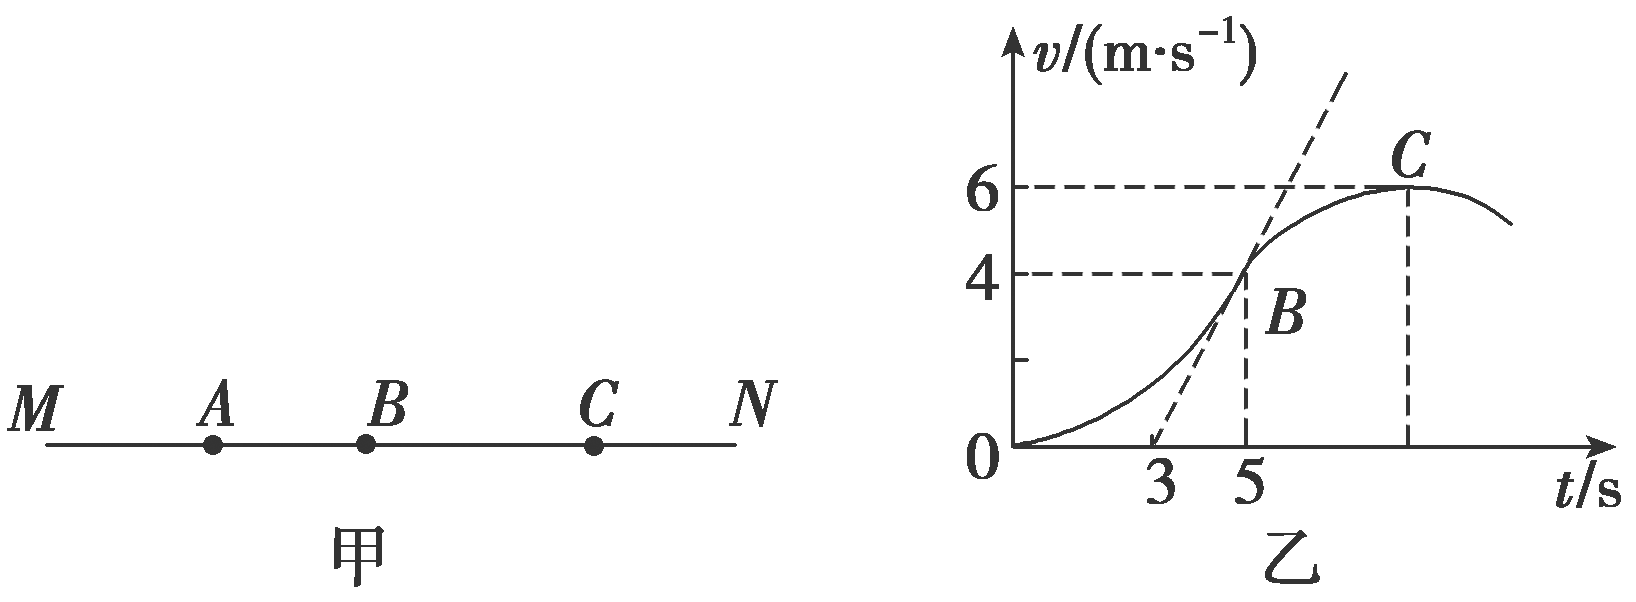 M A B C N
甲
v/(m·s⁻¹)
C
6
4
B
0
3 5
t/s
乙